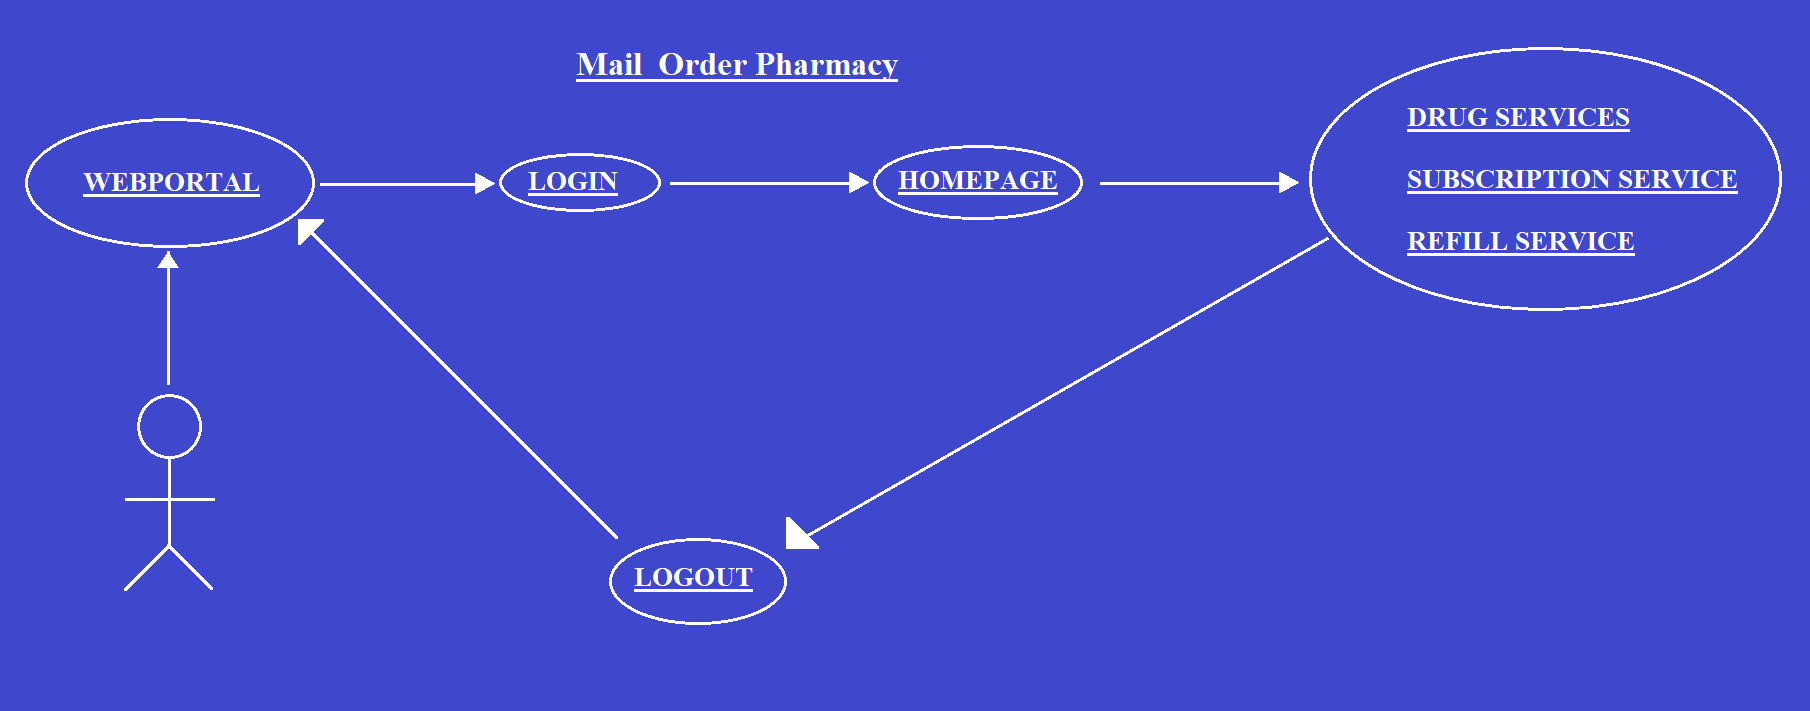 Mail Order Pharmacy
WEBPORTAL
LOGIN
HOMEPAGE
DRUG SERVICES
SUBSCRIPTION SERVICE
REFILL SERVICE
LOGOUT